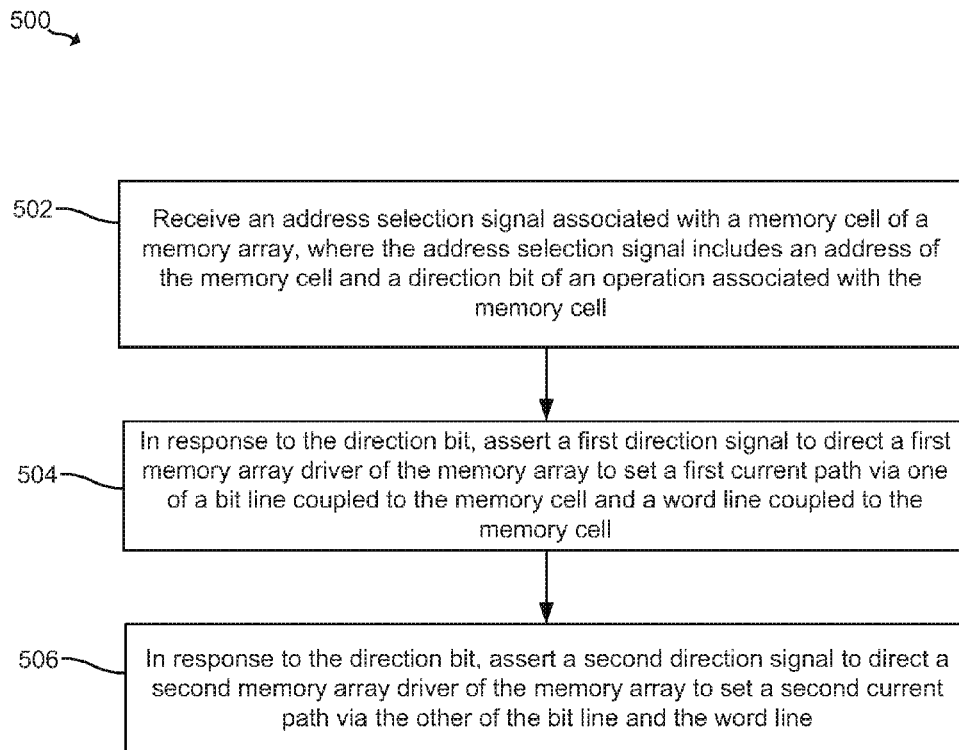 500
502
Receive an address selection signal associated with a memory cell of a
memory array, where the address selection signal includes an address of
the memory cell and a direction bit of an operation associated with the
memory cell
504
In response to the direction bit, assert a first direction signal to direct a first
memory array driver of the memory array to set a first current path via one
of a bit line coupled to the memory cell and a word line coupled to the
memory cell
506
In response to the direction bit, assert a second direction signal to direct a
second memory array driver of the memory array to set a second current
path via the other of the bit line and the word line